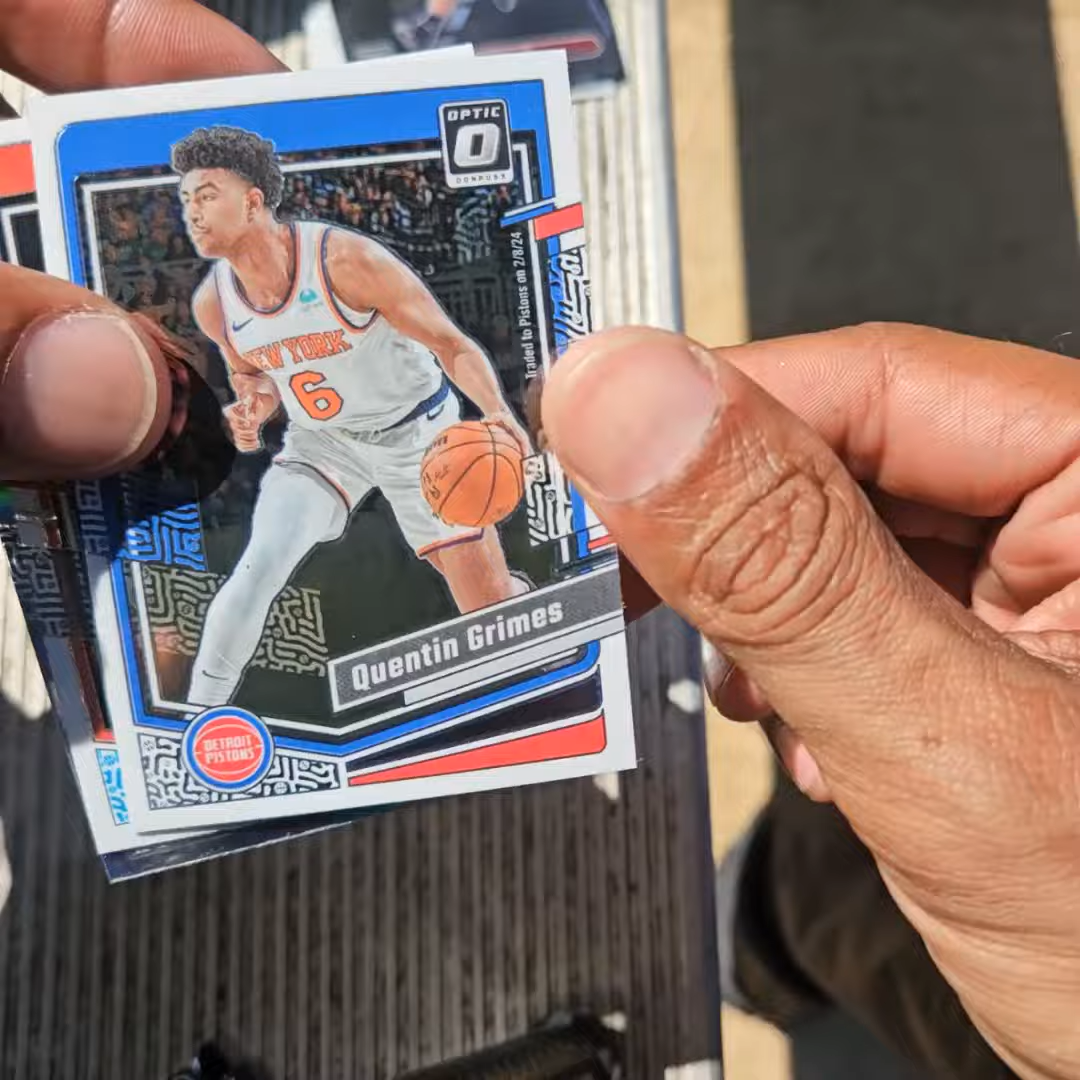 OPTIC
DONRUSS
Traded to Pistons on 2/8/24
NEW YORK
6
Quentin Grimes
DETROIT
PISTONS